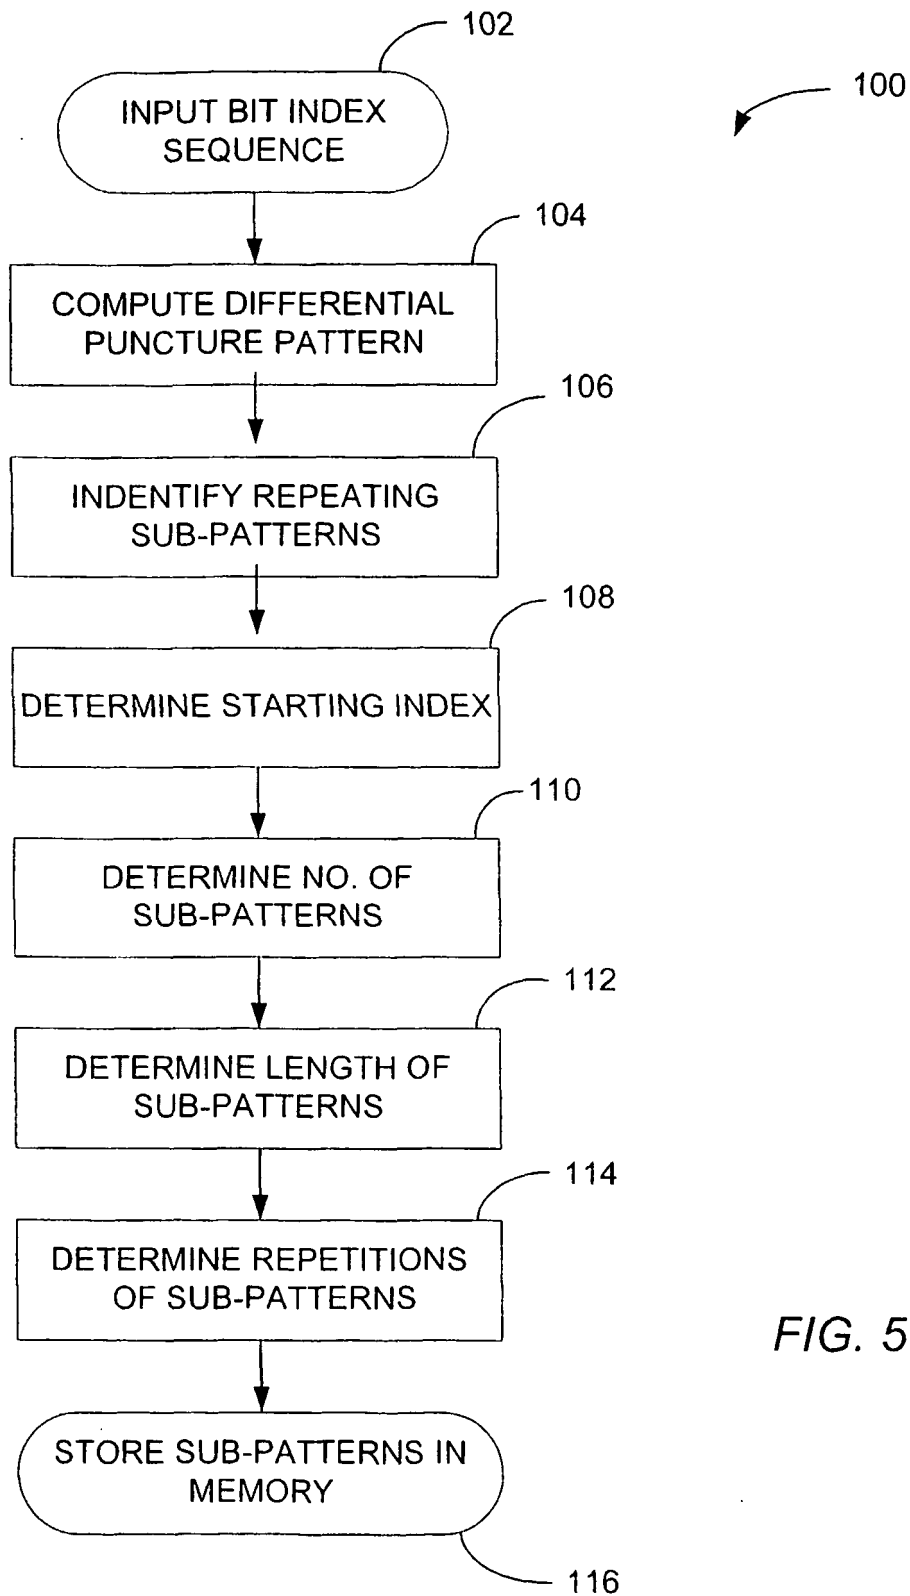 102
100
INPUT BIT INDEX
SEQUENCE
104
COMPUTE DIFFERENTIAL
PUNCTURE PATTERN
106
INDENTIFY REPEATING
SUB-PATTERNS
108
DETERMINE STARTING INDEX
110
DETERMINE NO. OF
SUB-PATTERNS
112
DETERMINE LENGTH OF
SUB-PATTERNS
114
DETERMINE REPETITIONS
OF SUB-PATTERNS
FIG. 5
STORE SUB-PATTERNS IN
MEMORY
116